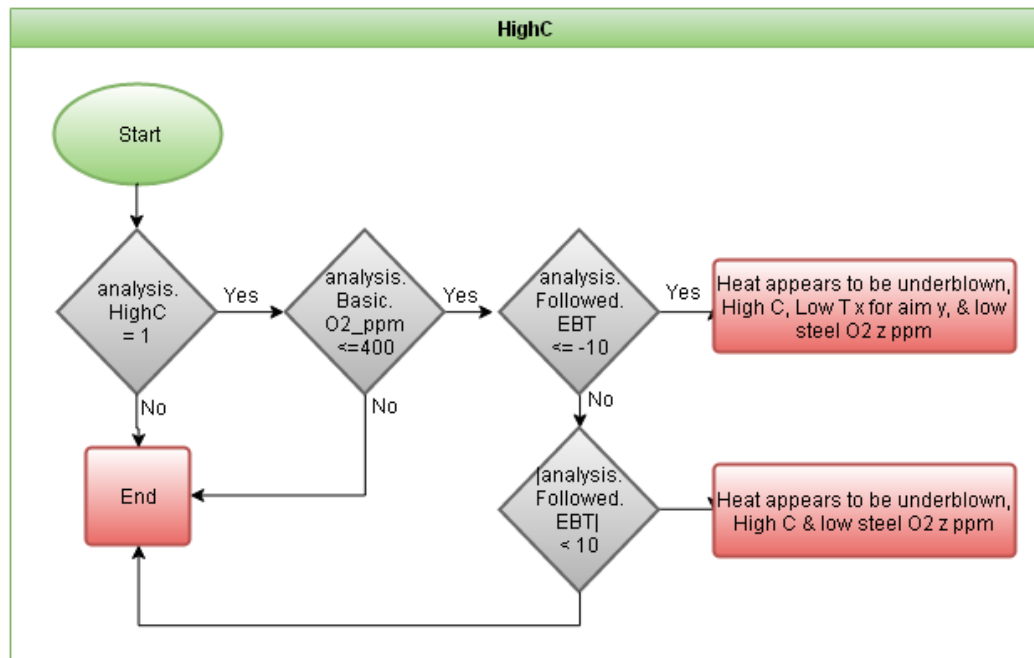 HighC
Start
analysis.
HighC
= 1
Yes
analysis.
Basic.
O2_ppm
<=400
Yes
analysis.
Followed.
EBT
<= -10
Yes
Heat appears to be underblown,
High C, Low T x for aim y, & low
steel O2 z ppm
No
No
No
End
|analysis.
Followed.
EBT|
< 10
Heat appears to be underblown,
High C & low steel O2 z ppm